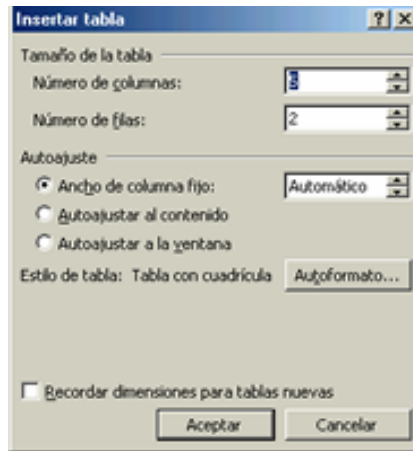 Insertar tabla
Tamaño de la tabla
Número de columnas: 5
Número de filas: 2
Autoajuste
Ancho de columna fijo: Automático
Autoajustar al contenido
Autoajustar a la ventana
Estilo de tabla: Tabla con cuadrícula Autoformato...
Recordar dimensiones para tablas nuevas
Aceptar Cancelar